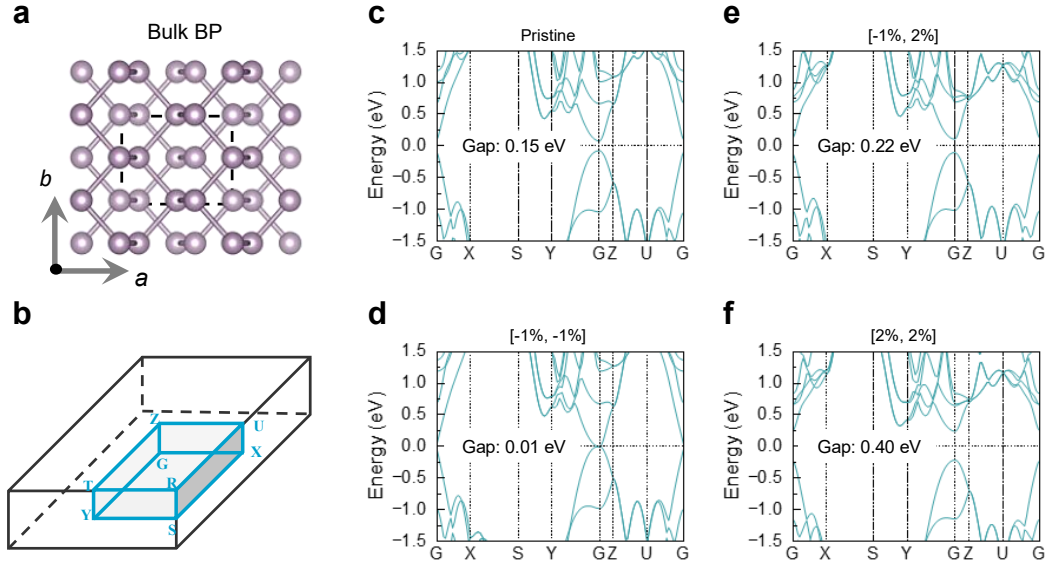 a
Bulk BP
b
a
b
Z
U
G
X
T
R
Y
S
c
Pristine
Energy (eV)
1.5
1.0
0.5
0.0
−0.5
−1.0
−1.5
Gap: 0.15 eV
G X S Y G Z U G
d
[-1%, -1%]
Energy (eV)
1.5
1.0
0.5
0.0
−0.5
−1.0
−1.5
Gap: 0.01 eV
G X S Y G Z U G
e
[-1%, 2%]
Energy (eV)
1.5
1.0
0.5
0.0
−0.5
−1.0
−1.5
Gap: 0.22 eV
G X S Y G Z U G
f
[2%, 2%]
Energy (eV)
1.5
1.0
0.5
0.0
−0.5
−1.0
−1.5
Gap: 0.40 eV
G X S Y G Z U G